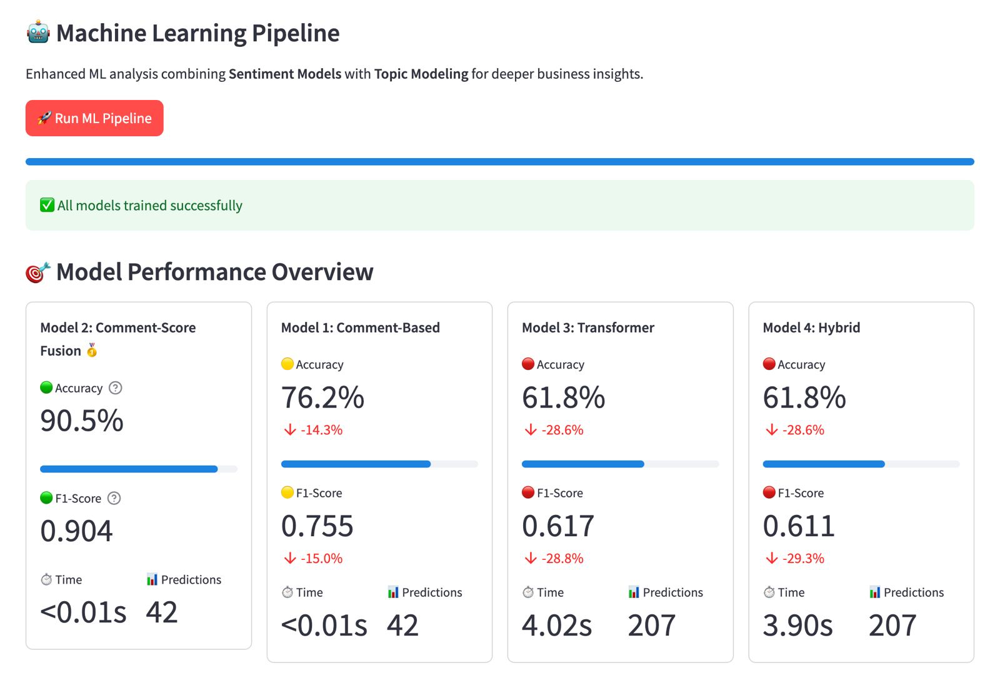 🤖 Machine Learning Pipeline
Enhanced ML analysis combining Sentiment Models with Topic Modeling for deeper business insights.
🚀 Run ML Pipeline
✅ All models trained successfully
🎯 Model Performance Overview
Model 2: Comment-Score
Fusion 🥇
🟢 Accuracy ?
90.5%
🟢 F1-Score ?
0.904
⏱ Time
📊 Predictions
<0.01s
42
Model 1: Comment-Based
🟡 Accuracy
76.2%
↓ -14.3%
🟡 F1-Score
0.755
↓ -15.0%
⏱ Time
📊 Predictions
<0.01s
42
Model 3: Transformer
🔴 Accuracy
61.8%
↓ -28.6%
🔴 F1-Score
0.617
↓ -28.8%
⏱ Time
📊 Predictions
4.02s
207
Model 4: Hybrid
🔴 Accuracy
61.8%
↓ -28.6%
🔴 F1-Score
0.611
↓ -29.3%
⏱ Time
📊 Predictions
3.90s
207